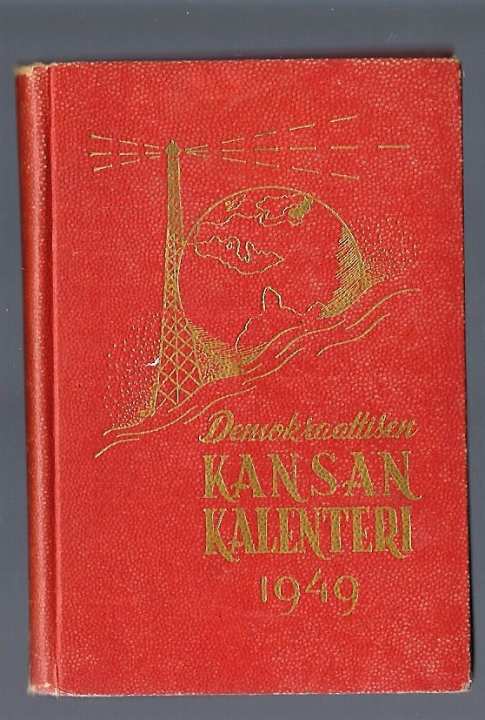 Demokraattisen
KANSAN
KALENTERI
1949